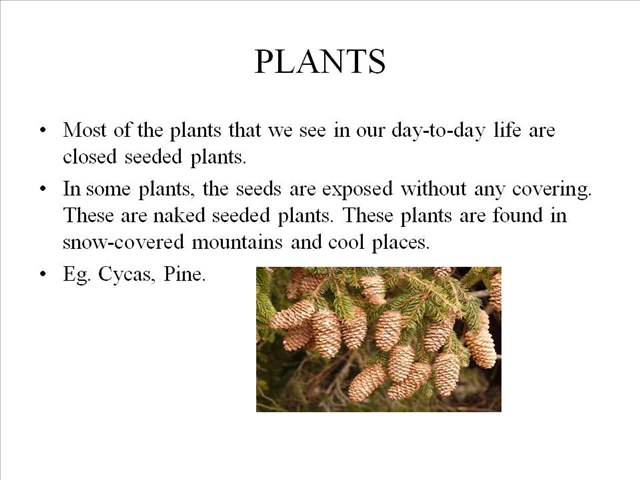 PLANTS
• Most of the plants that we see in our day-to-day life are
closed seeded plants.
• In some plants, the seeds are exposed without any covering.
These are naked seeded plants. These plants are found in
snow-covered mountains and cool places.
• Eg. Cycas, Pine.